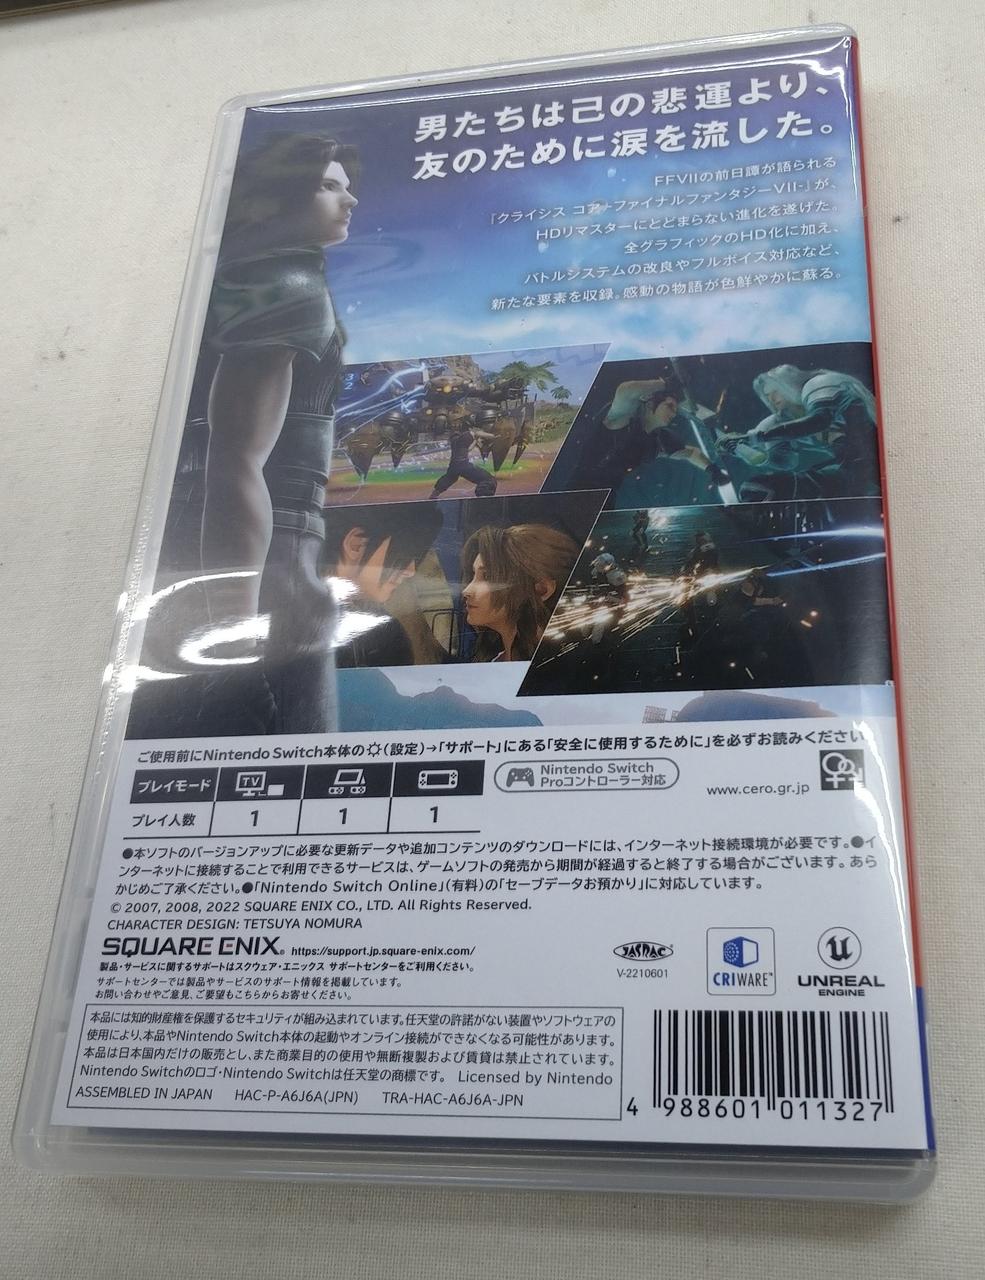 男たちは己の悲運より、
友のために涙を流した。
FFVIIの前日譚が語られる
『クライシス コア-ファイナルファンタジーVII-』が、
HDリマスターにとどまらない進化を遂げた。
全グラフィックのHD化に加え、
バトルシステムの改良やフルボイス対応など、
新たな要素を収録。感動の物語が色鮮やかに蘇る。
32
ご使用前にNintendo Switch本体の(設定)→「サポート」にある「安全に使用するために」を必ずお読みください
プレイモード TV
プレイ人数 1 1 1
Nintendo Switch
Proコントローラー対応
www.cero.gr.jp
●本ソフトのバージョンアップに必要な更新データや追加コンテンツのダウンロードには、インターネット接続環境が必要です。●イ
ンターネットに接続することで利用できるサービスは、ゲームソフトの発売から期間が経過すると終了する場合がございます。あら
かじめご了承ください。●「Nintendo Switch Online」(有料)の「セーブデータお預かり」に対応しています。
© 2007, 2008, 2022 SQUARE ENIX CO., LTD. All Rights Reserved.
CHARACTER DESIGN: TETSUYA NOMURA
SQUARE ENIX® https://support.jp.square-enix.com/
製品・サービスに関するサポートはスクウェア・エニックス サポートセンターをご利用ください。
サポートセンターでは製品やサービスのサポート情報を掲載しています。
お問い合わせやご意見、ご要望もこちらからお寄せください。
JASRAC
V-2210601
CRIWARE™
UNREAL
ENGINE
本品には知的財産権を保護するセキュリティが組み込まれています。任天堂の許諾がない装置やソフトウェアの
使用により、本品やNintendo Switch本体の起動やオンライン接続ができなくなる可能性があります。
本品は日本国内だけの販売とし、また商業目的の使用や無断複製および賃貸は禁止されています。
Nintendo Switchのロゴ・Nintendo Switchは任天堂の商標です。 Licensed by Nintendo
ASSEMBLED IN JAPAN HAC-P-A6J6A(JPN) TRA-HAC-A6J6A-JPN
4 988601 011327